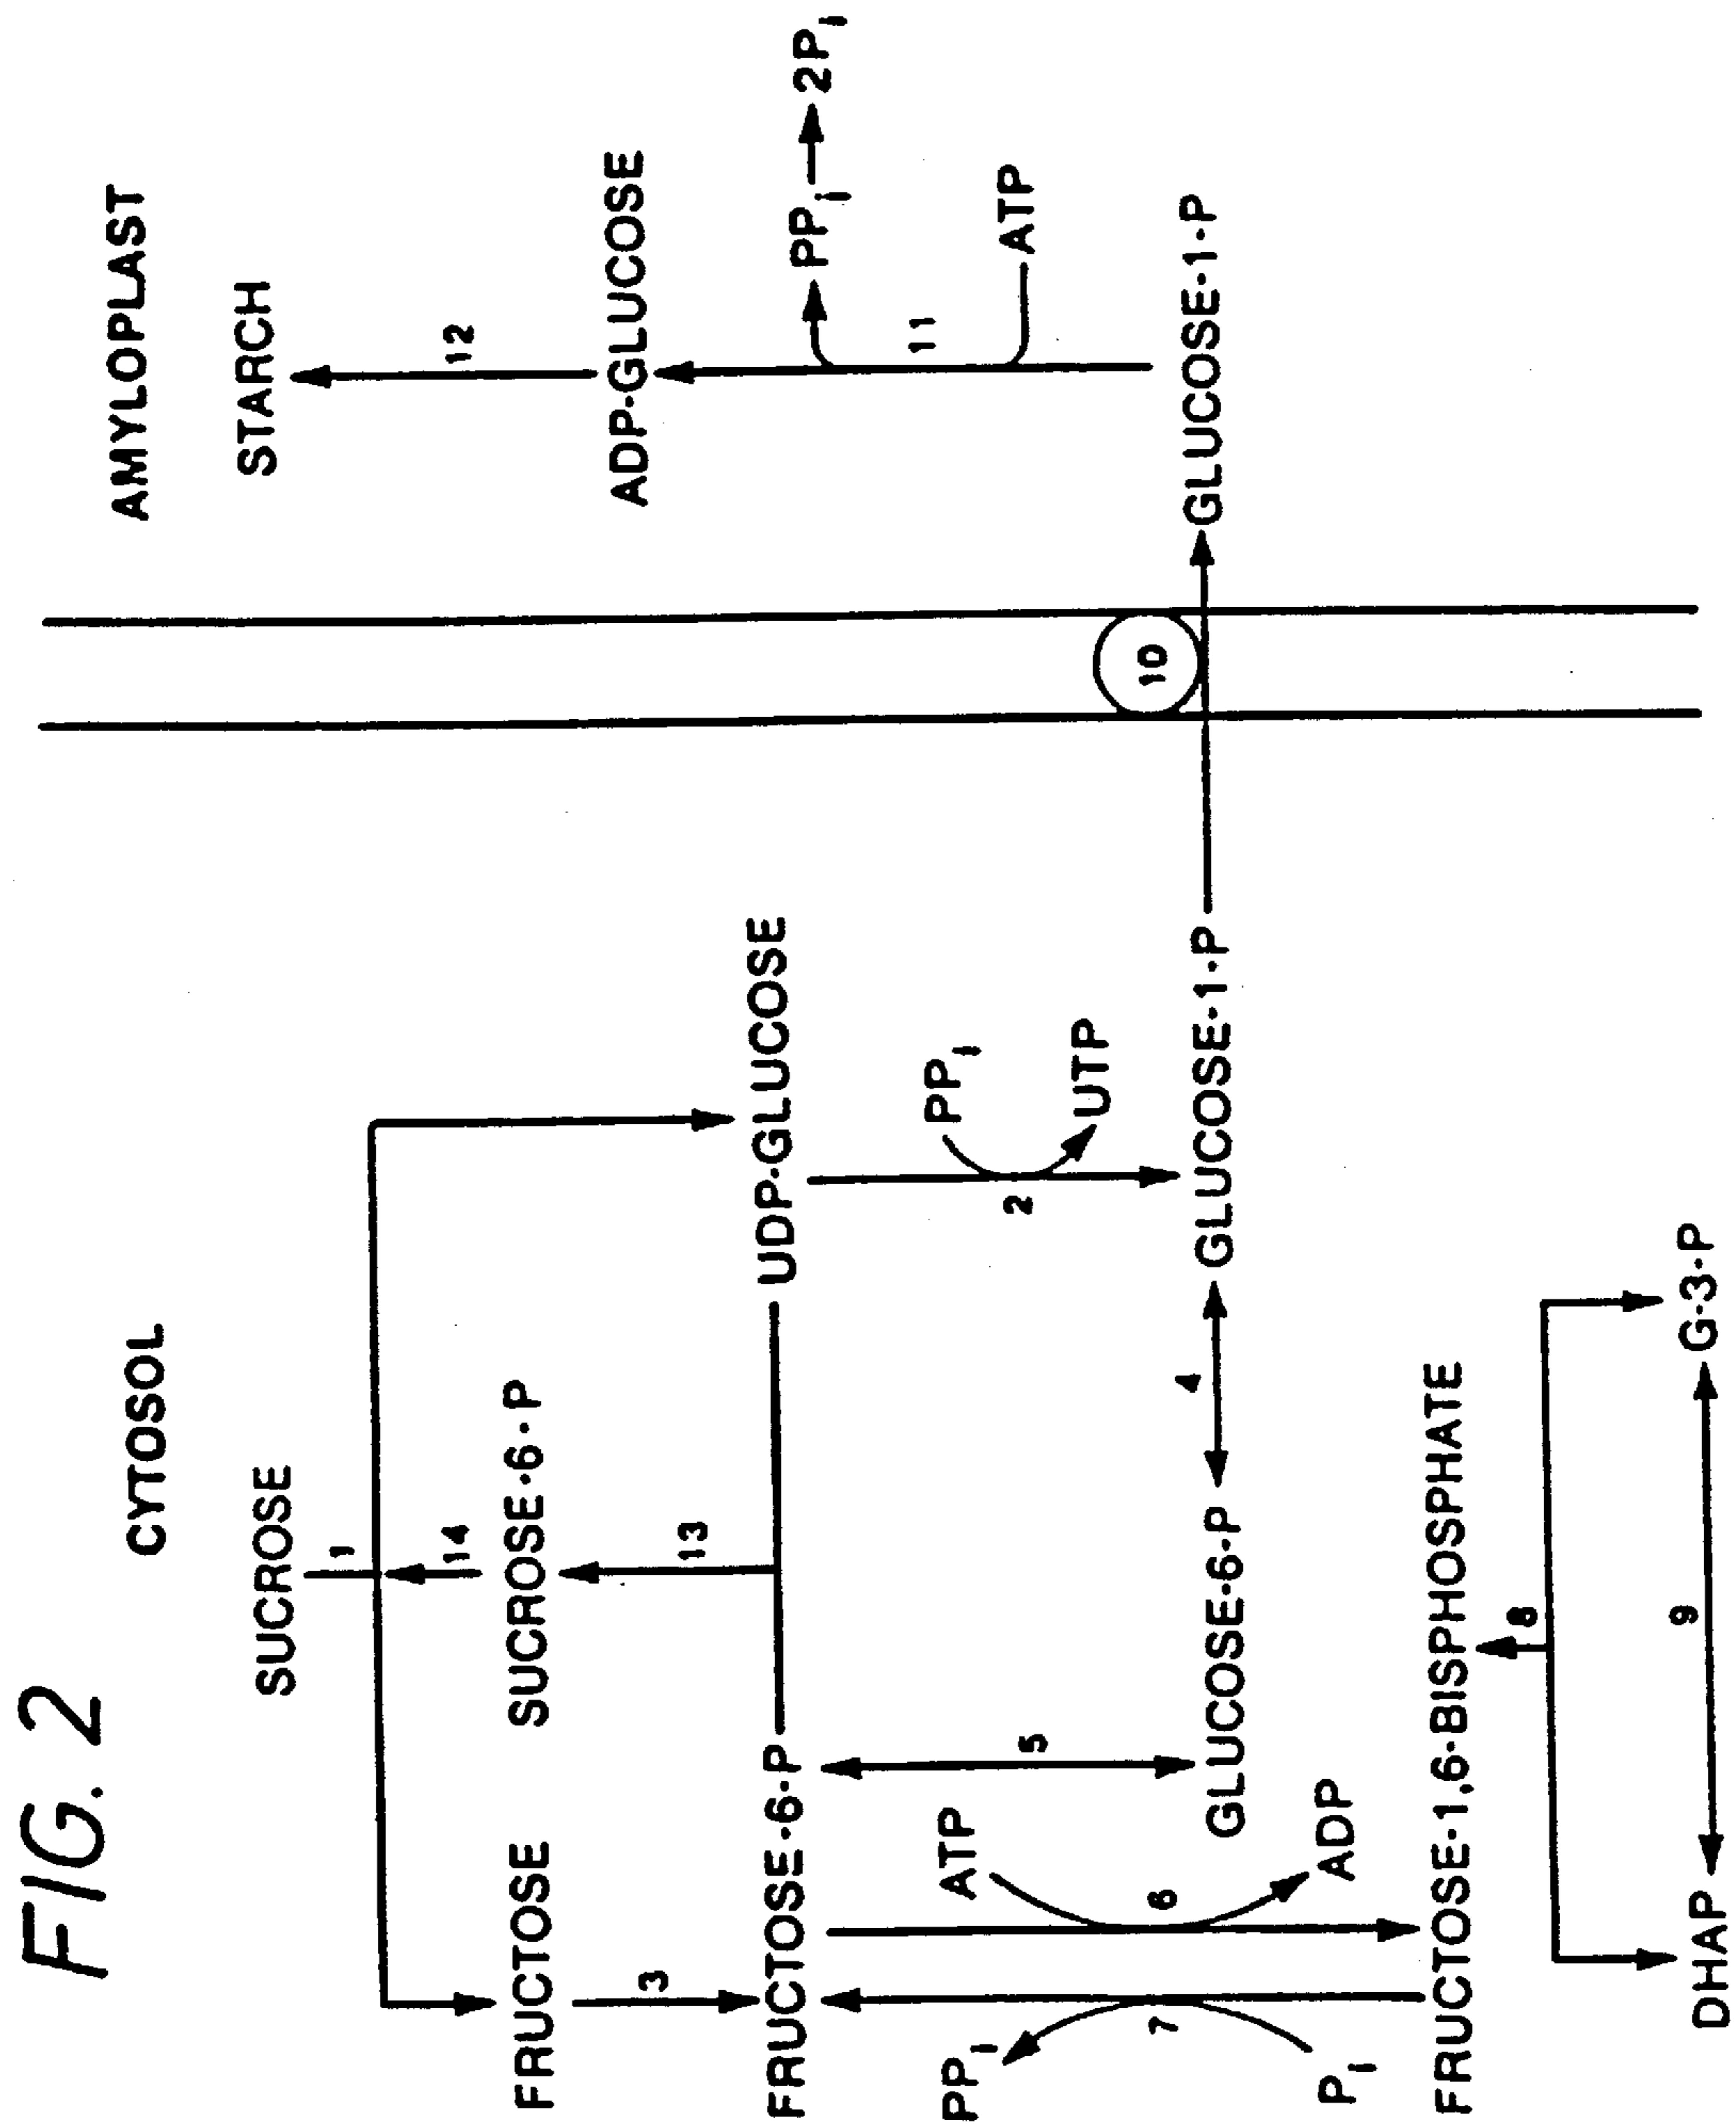 FIG. 2
CYTOSOL
AMYLOPLAST
SUCROSE
STARCH
1
14
12
FRUCTOSE
SUCROSE-6-P
3
13
ADP-GLUCOSE
FRUCTOSE-6-P
UDP-GLUCOSE
PPi → 2Pi
PPi
ATP
PPi
11
5
2
UTP
ATP
7
6
10
Pi
ADP
GLUCOSE-6-P
4
GLUCOSE-1-P
GLUCOSE-1-P
FRUCTOSE-1,6-BISPHOSPHATE
8
9
DHAP
G-3-P